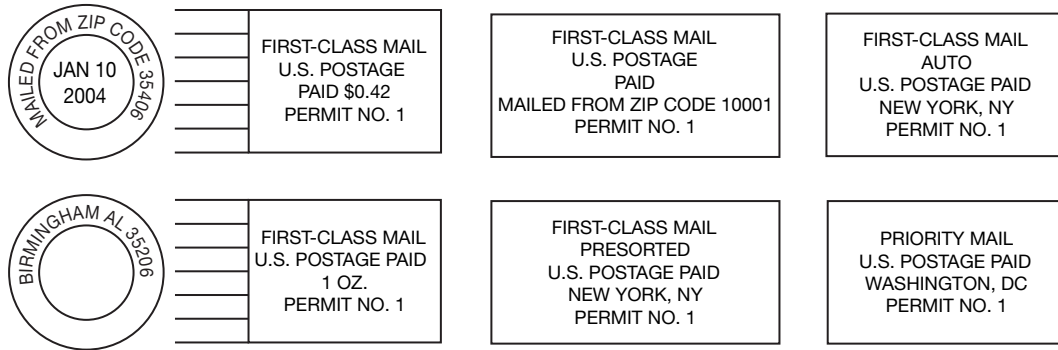 MAILED FROM ZIP CODE 35406
JAN 10
2004
FIRST-CLASS MAIL
U.S. POSTAGE
PAID $0.42
PERMIT NO. 1
FIRST-CLASS MAIL
U.S. POSTAGE
PAID
MAILED FROM ZIP CODE 10001
PERMIT NO. 1
FIRST-CLASS MAIL
AUTO
U.S. POSTAGE PAID
NEW YORK, NY
PERMIT NO. 1
BIRMINGHAM AL 35206
FIRST-CLASS MAIL
U.S. POSTAGE PAID
1 OZ.
PERMIT NO. 1
FIRST-CLASS MAIL
PRESORTED
U.S. POSTAGE PAID
NEW YORK, NY
PERMIT NO. 1
PRIORITY MAIL
U.S. POSTAGE PAID
WASHINGTON, DC
PERMIT NO. 1